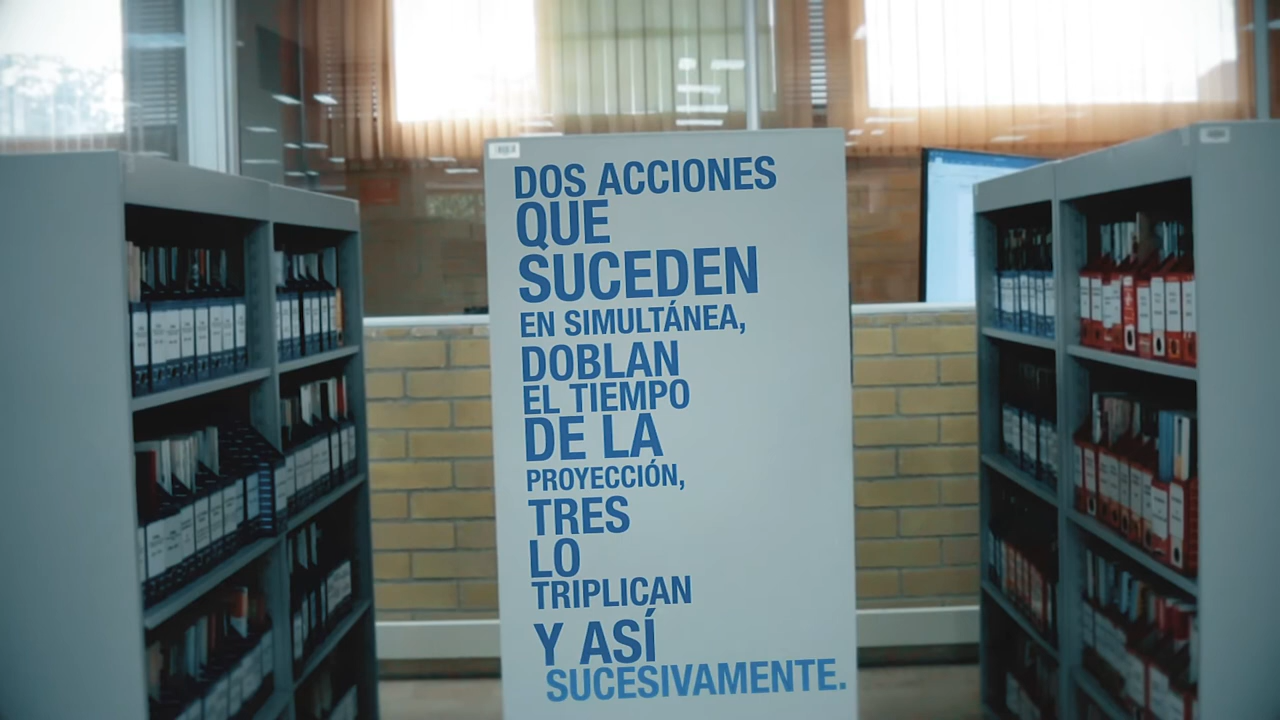 DOS ACCIONES
QUE
SUCEDEN
EN SIMULTÁNEA,
DOBLAN
EL TIEMPO
DE LA
PROYECCIÓN,
TRES
LO
TRIPLICAN
Y ASÍ
SUCESIVAMENTE.